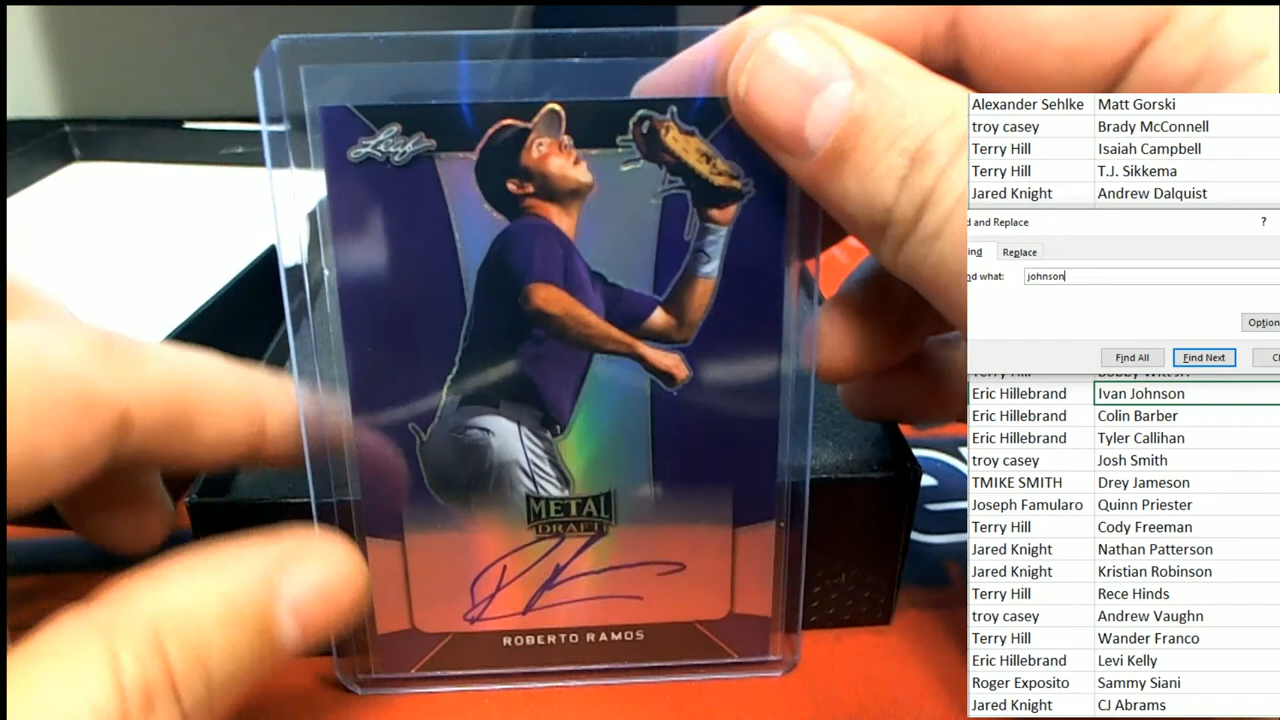 Leaf
METAL
DRAFT
ROBERTO RAMOS
Alexander Sehlke Matt Gorski
troy casey Brady McConnell
Terry Hill Isaiah Campbell
Terry Hill T.J. Sikkema
Jared Knight Andrew Dalquist
and Replace ?
Replace
what: johnson
Find All Find Next
Eric Hillebrand Ivan Johnson
Eric Hillebrand Colin Barber
Eric Hillebrand Tyler Callihan
troy casey Josh Smith
TMIKE SMITH Drey Jameson
Joseph Famularo Quinn Priester
Terry Hill Cody Freeman
Jared Knight Nathan Patterson
Jared Knight Kristian Robinson
Terry Hill Rece Hinds
troy casey Andrew Vaughn
Terry Hill Wander Franco
Eric Hillebrand Levi Kelly
Roger Exposito Sammy Siani
Jared Knight CJ Abrams